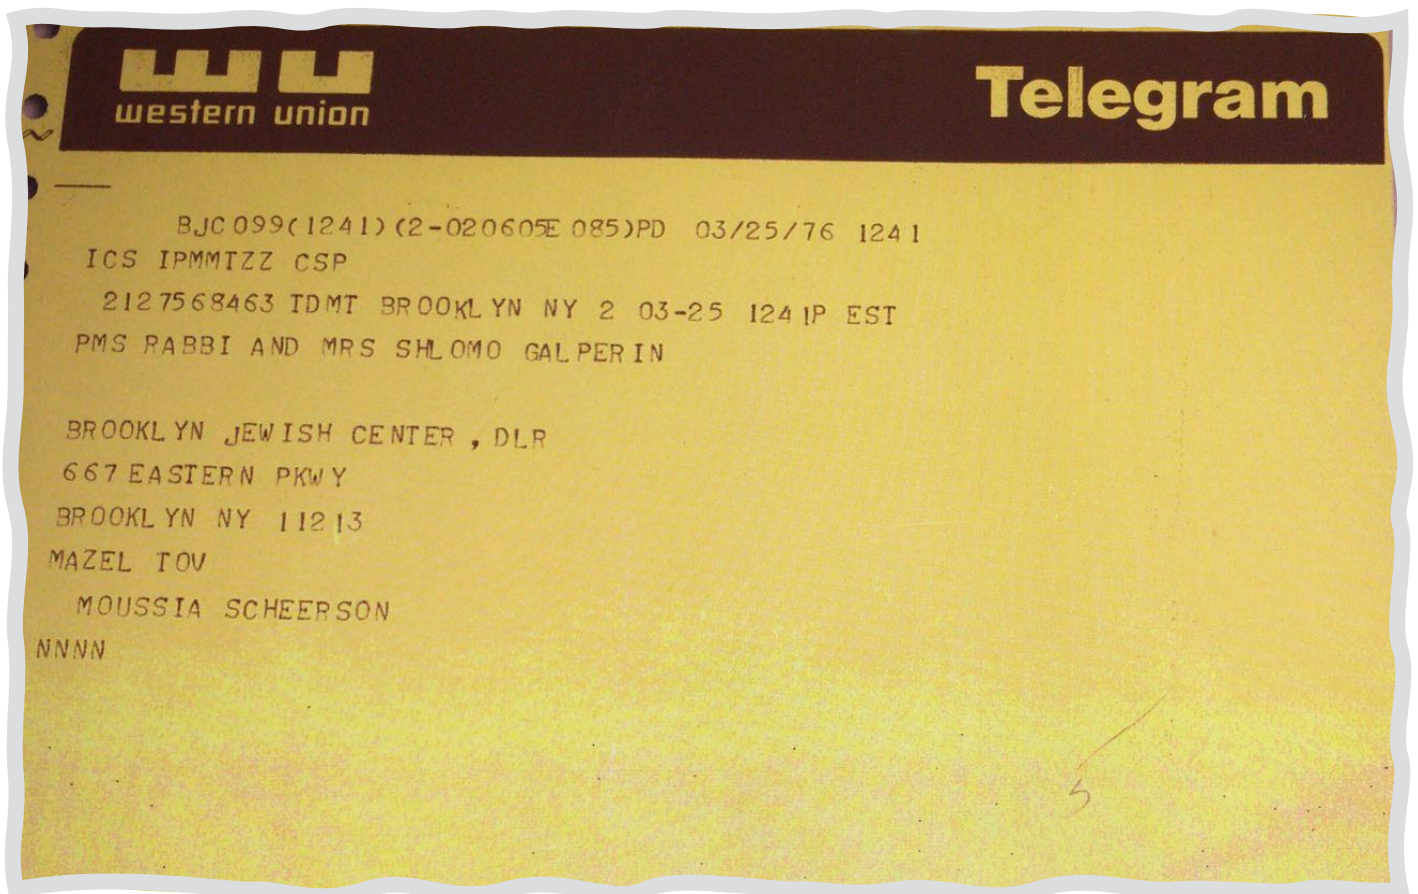 western union
Telegram
BJC099(1241)(2-020605E085)PD 03/25/76 1241
ICS IPMMTZZ CSP
2127568463 TDMT BROOKLYN NY 2 03-25 1241P EST
PMS RABBI AND MRS SHLOMO GALPERIN
BROOKLYN JEWISH CENTER , DLR
667 EASTERN PKWY
BROOKLYN NY 11213
MAZEL TOV
MOUSSIA SCHEERSON
NNNN